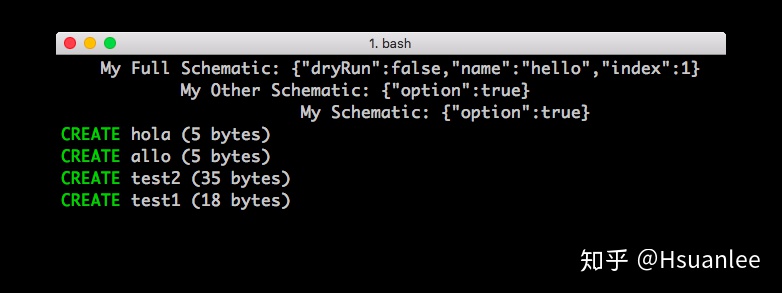 1. bash
My Full Schematic: {"dryRun":false,"name":"hello","index":1}
My Other Schematic: {"option":true}
My Schematic: {"option":true}
CREATE hola (5 bytes)
CREATE allo (5 bytes)
CREATE test2 (35 bytes)
CREATE test1 (18 bytes)
知乎 @Hsuanlee